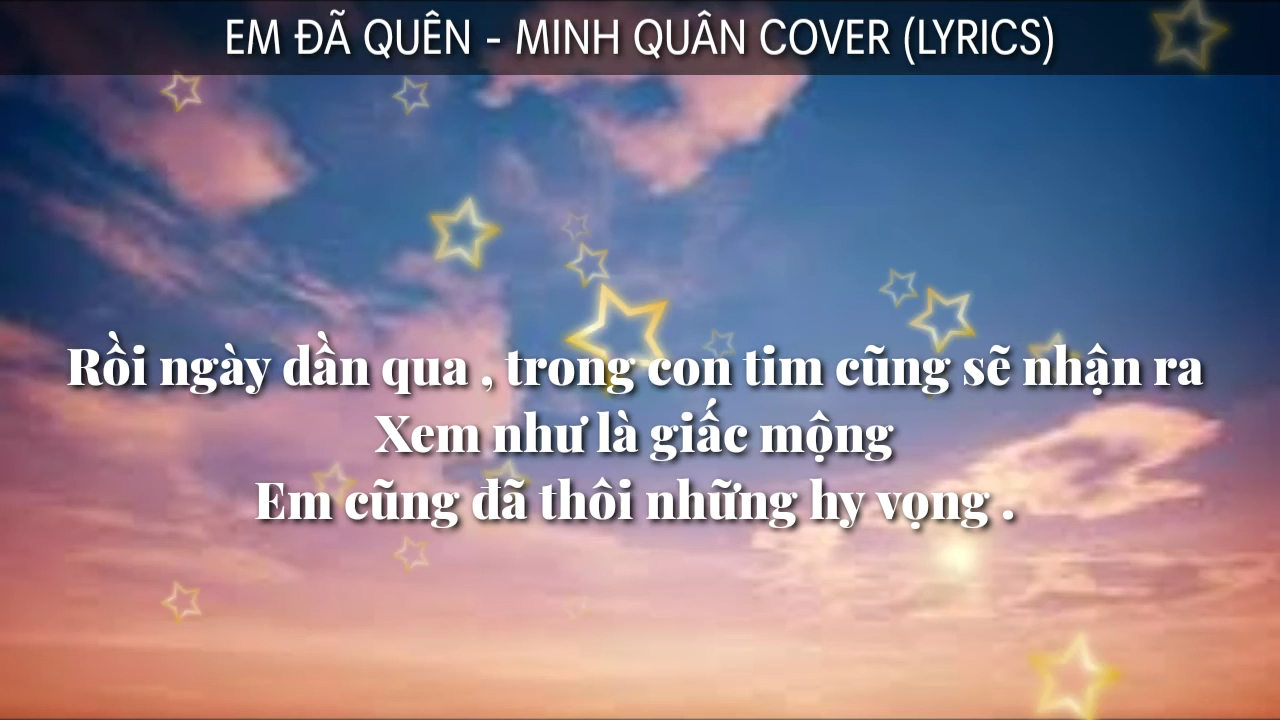 EM ĐÃ QUÊN - MINH QUÂN COVER (LYRICS)
Rồi ngày dần qua , trong con tim cũng sẽ nhận ra
Xem như là giấc mộng
Em cũng đã thôi những hy vọng .